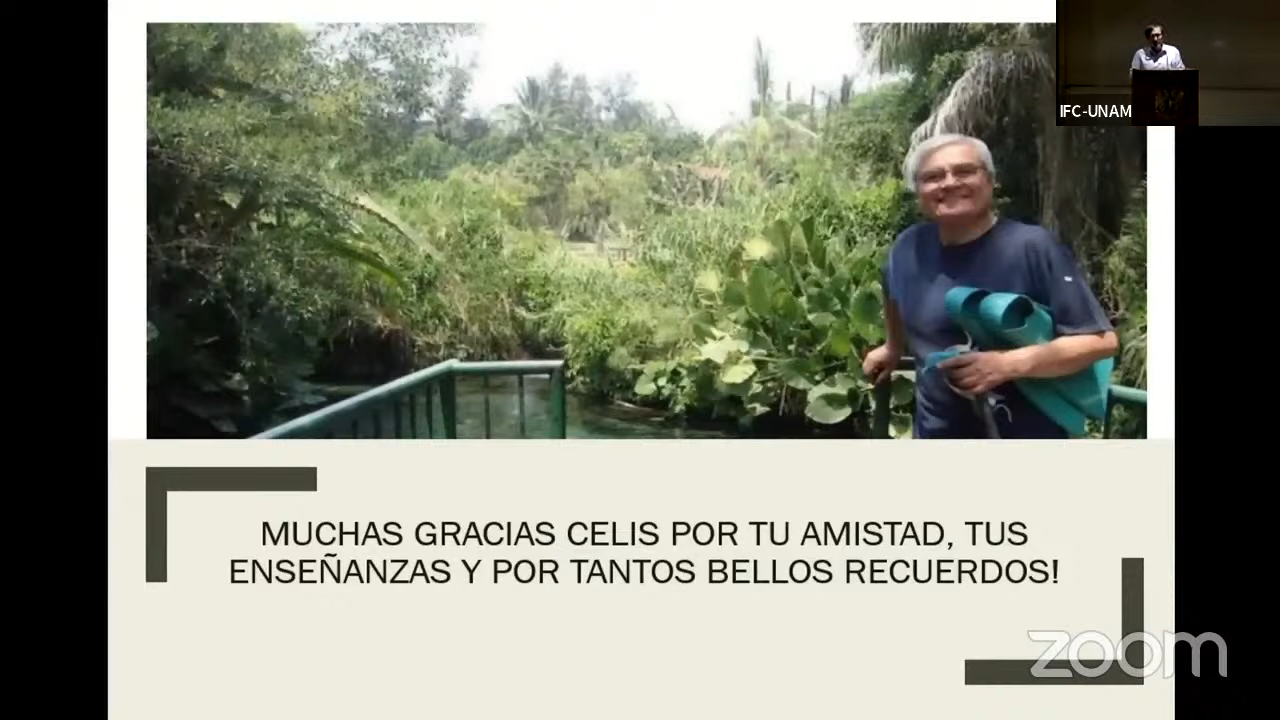 IFC-UNAM
MUCHAS GRACIAS CELIS POR TU AMISTAD, TUS
ENSEÑANZAS Y POR TANTOS BELLOS RECUERDOS!
zoom